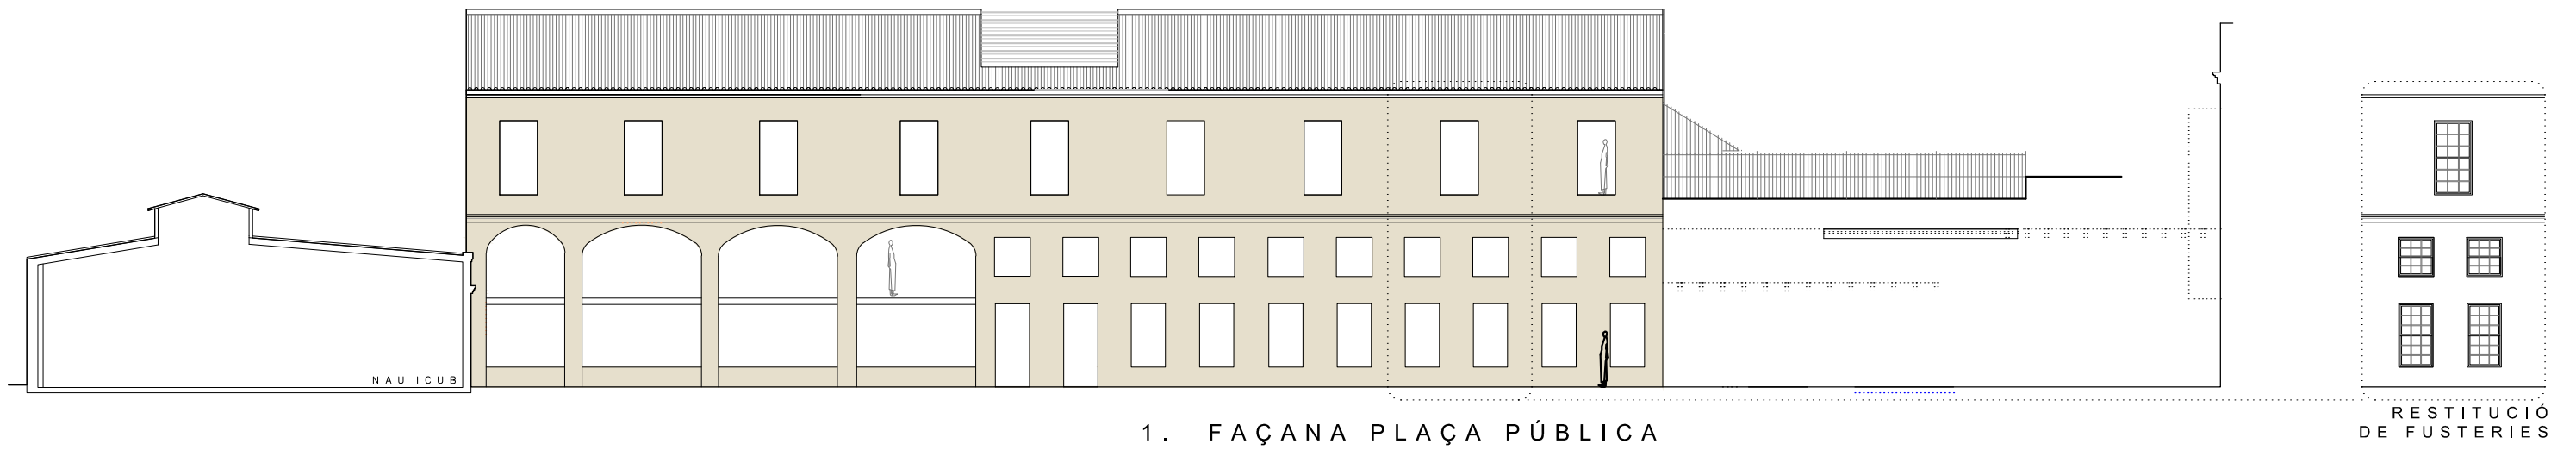 NAU ICUB
1. FAÇANA PLAÇA PÚBLICA
RESTITUCIÓ
DE FUSTERIES